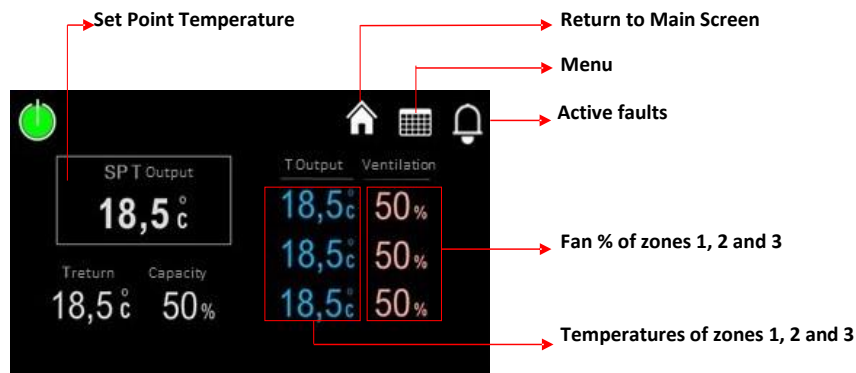 Set Point Temperature
Return to Main Screen
Menu
Active faults
SPT Output
18,5 °c
T Output
Ventilation
18,5°c
50%
18,5°c
50%
18,5°c
50%
Treturn
Capacity
18,5 °c
50%
Fan % of zones 1, 2 and 3
Temperatures of zones 1, 2 and 3